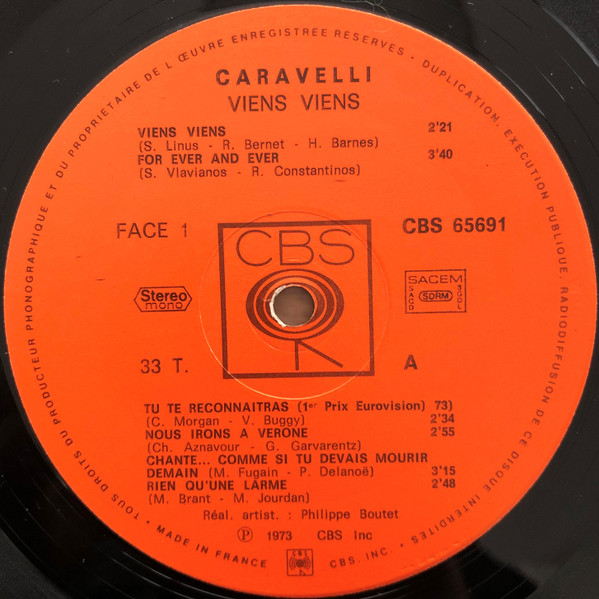 TOUS DROITS DU PRODUCTEUR PHONOGRAPHIQUE ET DU PROPRIETAIRE DE L'ŒUVRE ENREGISTREE RESERVES - DUPLICATION, EXECUTION PUBLIQUE, RADIODIFFUSION DE CE DISQUE INTERDITES •
CARAVELLI
VIENS VIENS
VIENS VIENS 2'21
(S. Linus - R. Bernet - H. Barnes)
FOR EVER AND EVER 3'40
(S. Vlavianos - R. Constantinos)
FACE 1
CBS
CBS 65691
Stereo
mono
SACEM
SACD SDRM SGDL
33 T.
A
TU TE RECONNAITRAS (1er Prix Eurovision) 73)
(C. Morgan - V. Buggy) 2'34
NOUS IRONS A VERONE 2'55
(Ch. Aznavour - G. Garvarentz)
CHANTE... COMME SI TU DEVAIS MOURIR
DEMAIN (M. Fugain - P. Delanoë) 3'15
RIEN QU'UNE LARME 2'48
(M. Brant - M. Jourdan)
Réal. artist. : Philippe Boutet
Ⓟ 1973 CBS Inc
• MADE IN FRANCE
CBS
CBS. INC. •